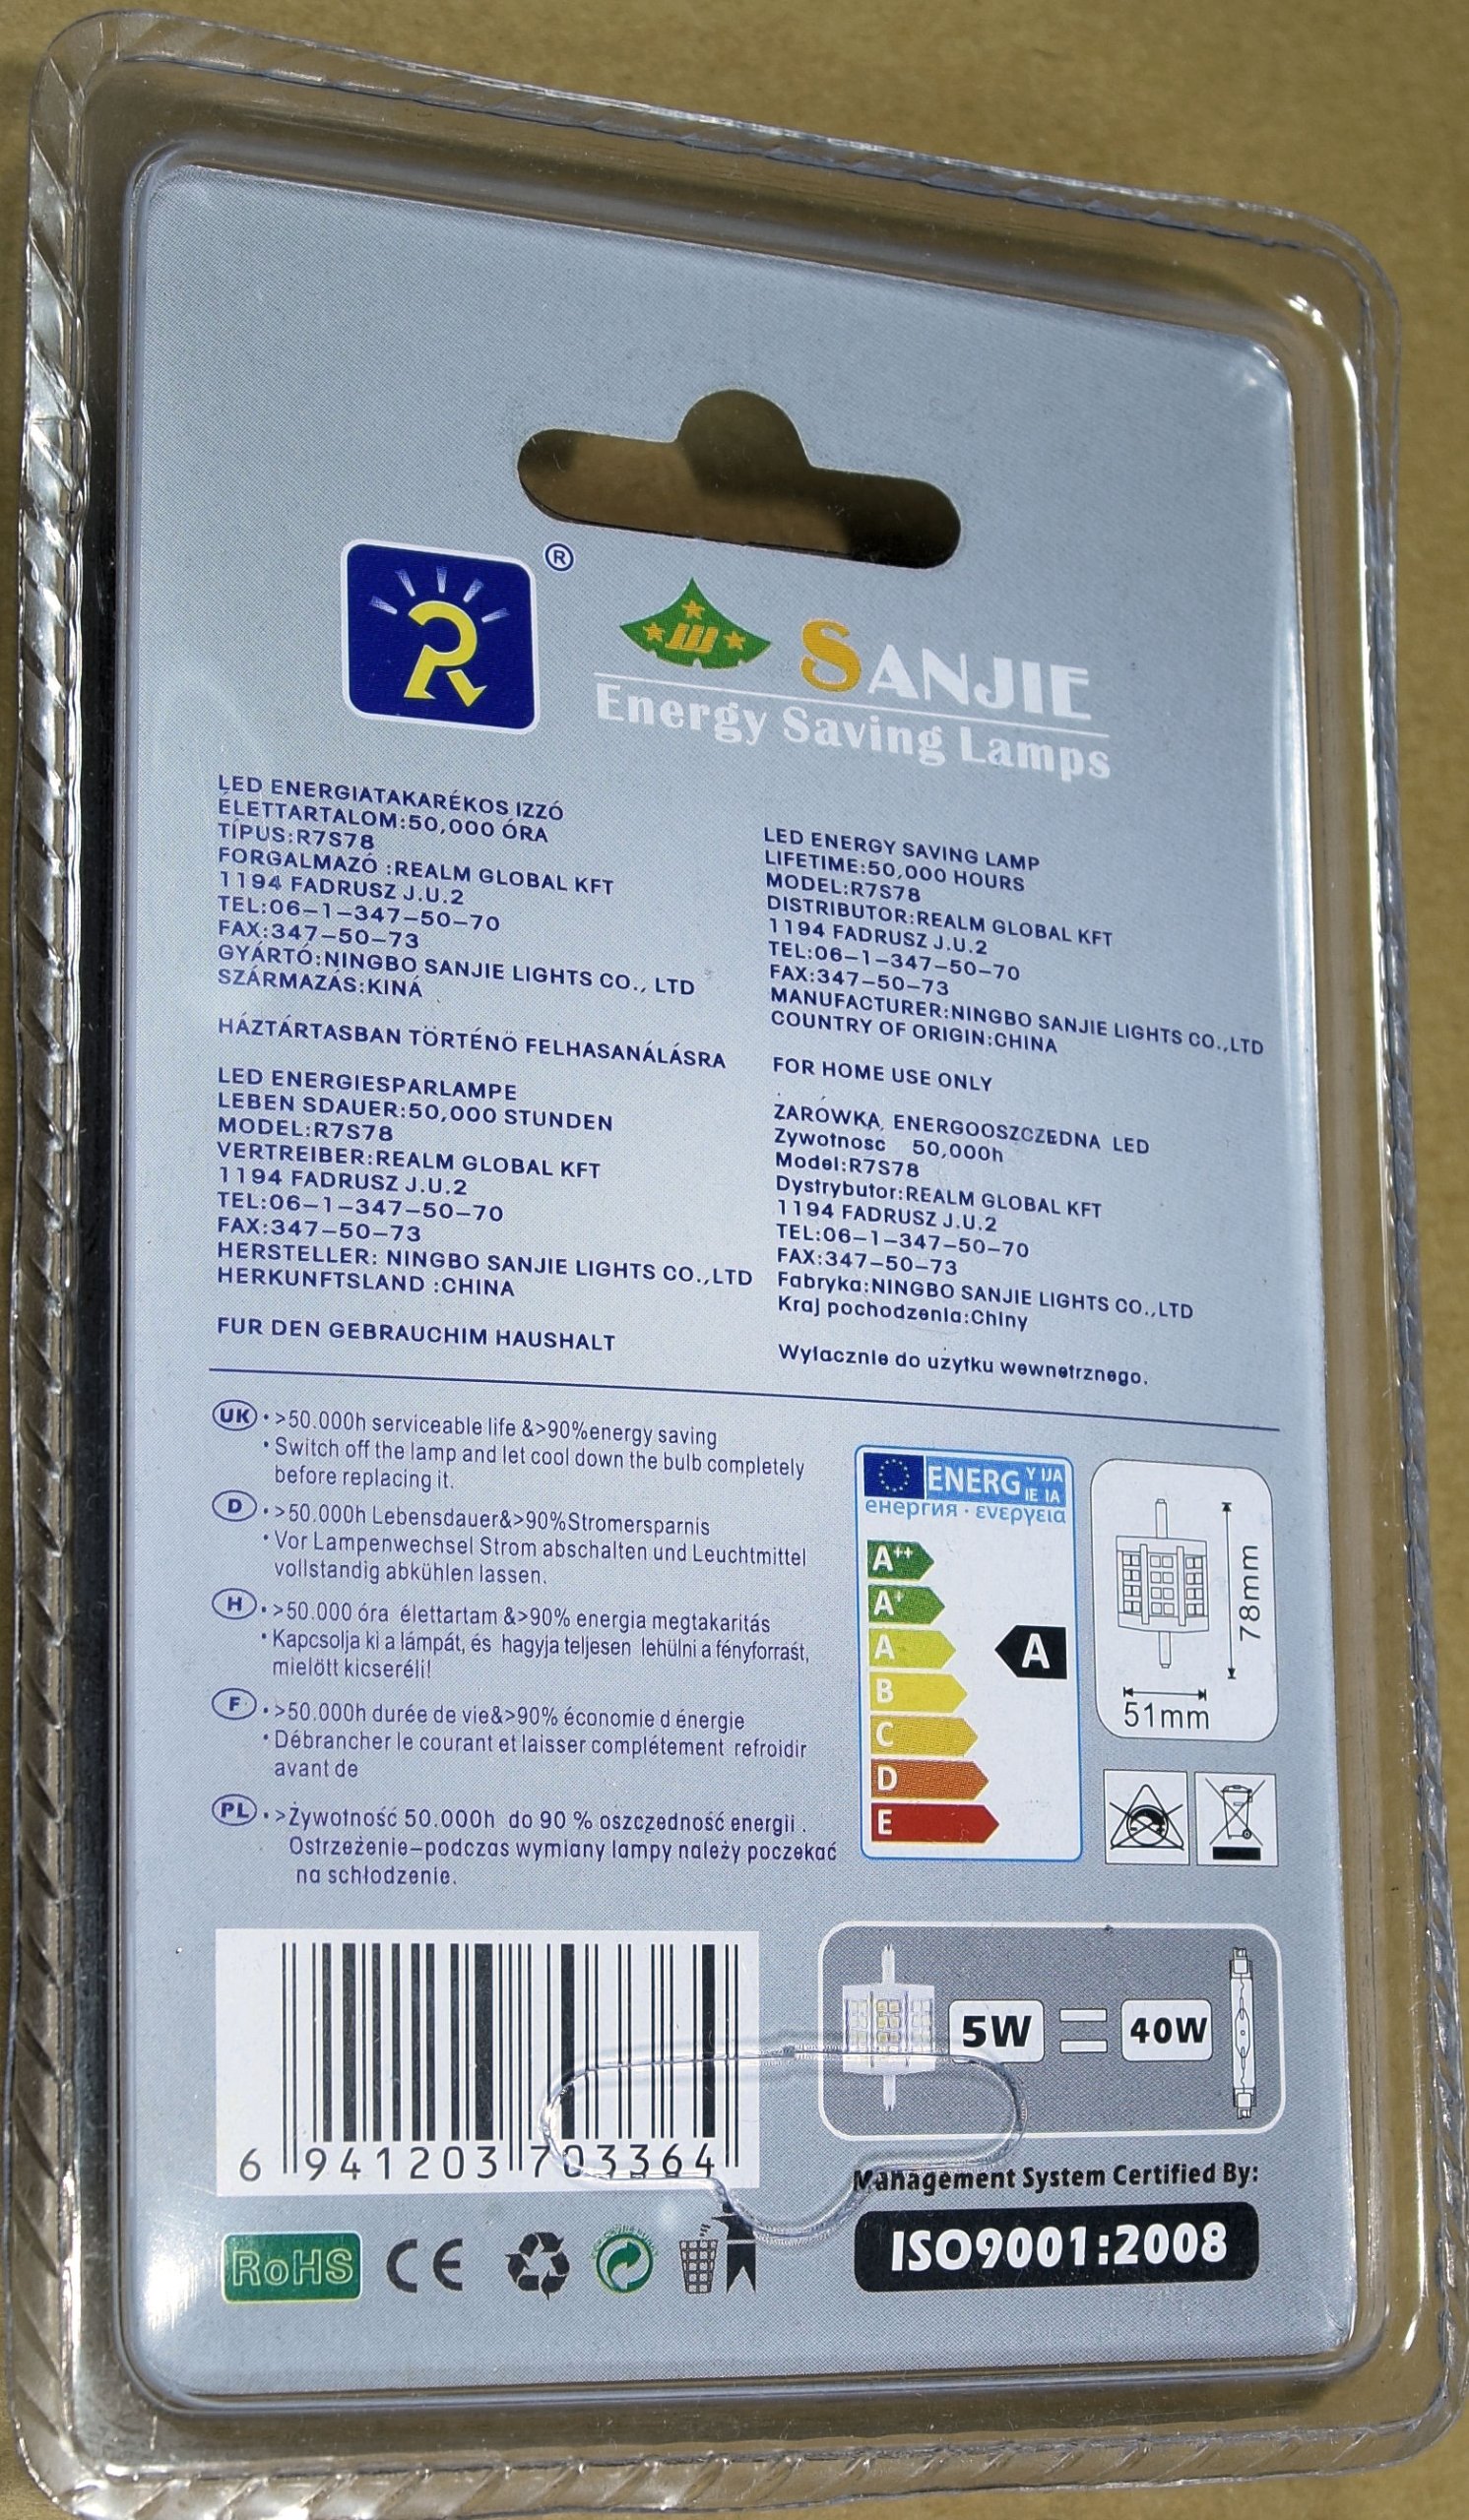 R
®
SANJIE
Energy Saving Lamps
LED ENERGIATAKARÉKOS IZZÓ
ÉLETTARTALOM:50,000 ÓRA
TÍPUS:R7S78
FORGALMAZÓ :REALM GLOBAL KFT
1194 FADRUSZ J.U.2
TEL:06-1-347-50-70
FAX:347-50-73
GYÁRTÓ:NINGBO SANJIE LIGHTS CO., LTD
SZÁRMAZÁS:KINÁ
HÁZTÁRTASBAN TÖRTÉNÖ FELHASANÁLÁSRA
LED ENERGIESPARLAMPE
LEBEN SDAUER:50,000 STUNDEN
MODEL:R7S78
VERTREIBER:REALM GLOBAL KFT
1194 FADRUSZ J.U.2
TEL:06-1-347-50-70
FAX:347-50-73
HERSTELLER: NINGBO SANJIE LIGHTS CO.,LTD
HERKUNFTSLAND :CHINA
FUR DEN GEBRAUCHIM HAUSHALT
LED ENERGY SAVING LAMP
LIFETIME:50,000 HOURS
MODEL:R7S78
DISTRIBUTOR:REALM GLOBAL KFT
1194 FADRUSZ J.U.2
TEL:06-1-347-50-70
FAX:347-50-73
MANUFACTURER:NINGBO SANJIE LIGHTS CO.,LTD
COUNTRY OF ORIGIN:CHINA
FOR HOME USE ONLY
ZARÓWKA, ENERGOOSZCZEDNA LED
Zywotnosc 50,000h
Model:R7S78
Dystrybutor:REALM GLOBAL KFT
1194 FADRUSZ J.U.2
TEL:06-1-347-50-70
FAX:347-50-73
Fabryka:NINGBO SANJIE LIGHTS CO.,LTD
Kraj pochodzenia:Chiny
Wyłacznie do uzytku wewnetrznego.
UK • >50.000h serviceable life &>90%energy saving
• Switch off the lamp and let cool down the bulb completely
before replacing it.
D • >50.000h Lebensdauer&>90%Stromersparnis
• Vor Lampenwechsel Strom abschalten und Leuchtmittel
vollstandig abkühlen lassen.
H • >50.000 óra élettartam &>90% energia megtakaritás
• Kapcsolja ki a lámpát, és hagyja teljesen lehülni a fényforrást,
mielött kicseréli!
F • >50.000h durée de vie&>90% économie d énergie
• Débrancher le courant et laisser complétement refroidir
avant de
PL • >Żywotność 50.000h do 90 % oszczędność energii .
Ostrzeżenie-podczas wymiany lampy należy poczekać
na schłodzenie.
ENERG Y IJA
IE IA
енергия · ενεργεια
A++
A+
A
B
C
D
E
A
78mm
51mm
6 941203 703364
5W = 40W
Management System Certified By:
ISO9001:2008
RoHS CE